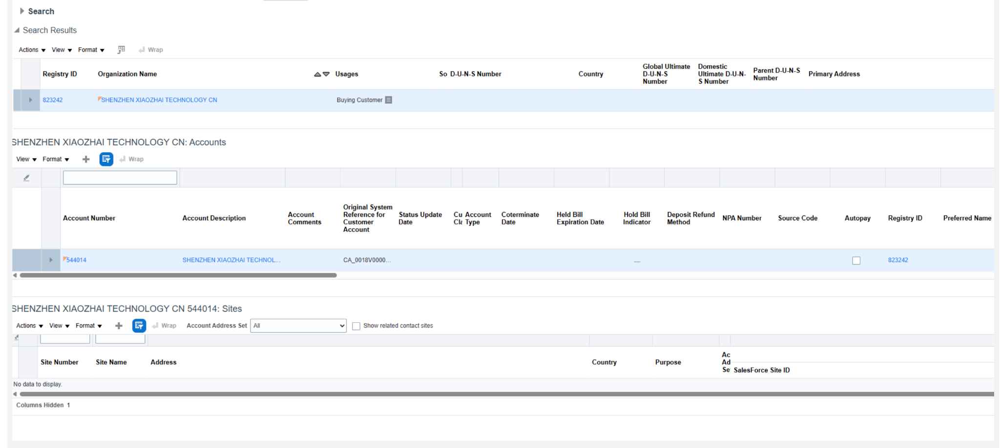 Search
Search Results
Actions View Format Wrap
Registry ID Organization Name Usages So D-U-N-S Number Country Global Ultimate D-U-N-S Number Domestic Ultimate D-U-N-S Number Parent D-U-N-S Number Primary Address
823242 SHENZHEN XIAOZHAI TECHNOLOGY CN Buying Customer
SHENZHEN XIAOZHAI TECHNOLOGY CN: Accounts
View Format Wrap
Account Number Account Description Account Comments Original System Reference for Customer Account Status Update Date Cu Cla Account Type Coterminate Date Held Bill Expiration Date Hold Bill Indicator Deposit Refund Method NPA Number Source Code Autopay Registry ID Preferred Name
544014 SHENZHEN XIAOZHAI TECHNOL... CA_0018V0000... — 823242
SHENZHEN XIAOZHAI TECHNOLOGY CN 544014: Sites
Actions View Format Wrap Account Address Set All Show related contact sites
Site Number Site Name Address Country Purpose Ac Ad Se SalesForce Site ID
No data to display.
Columns Hidden 1